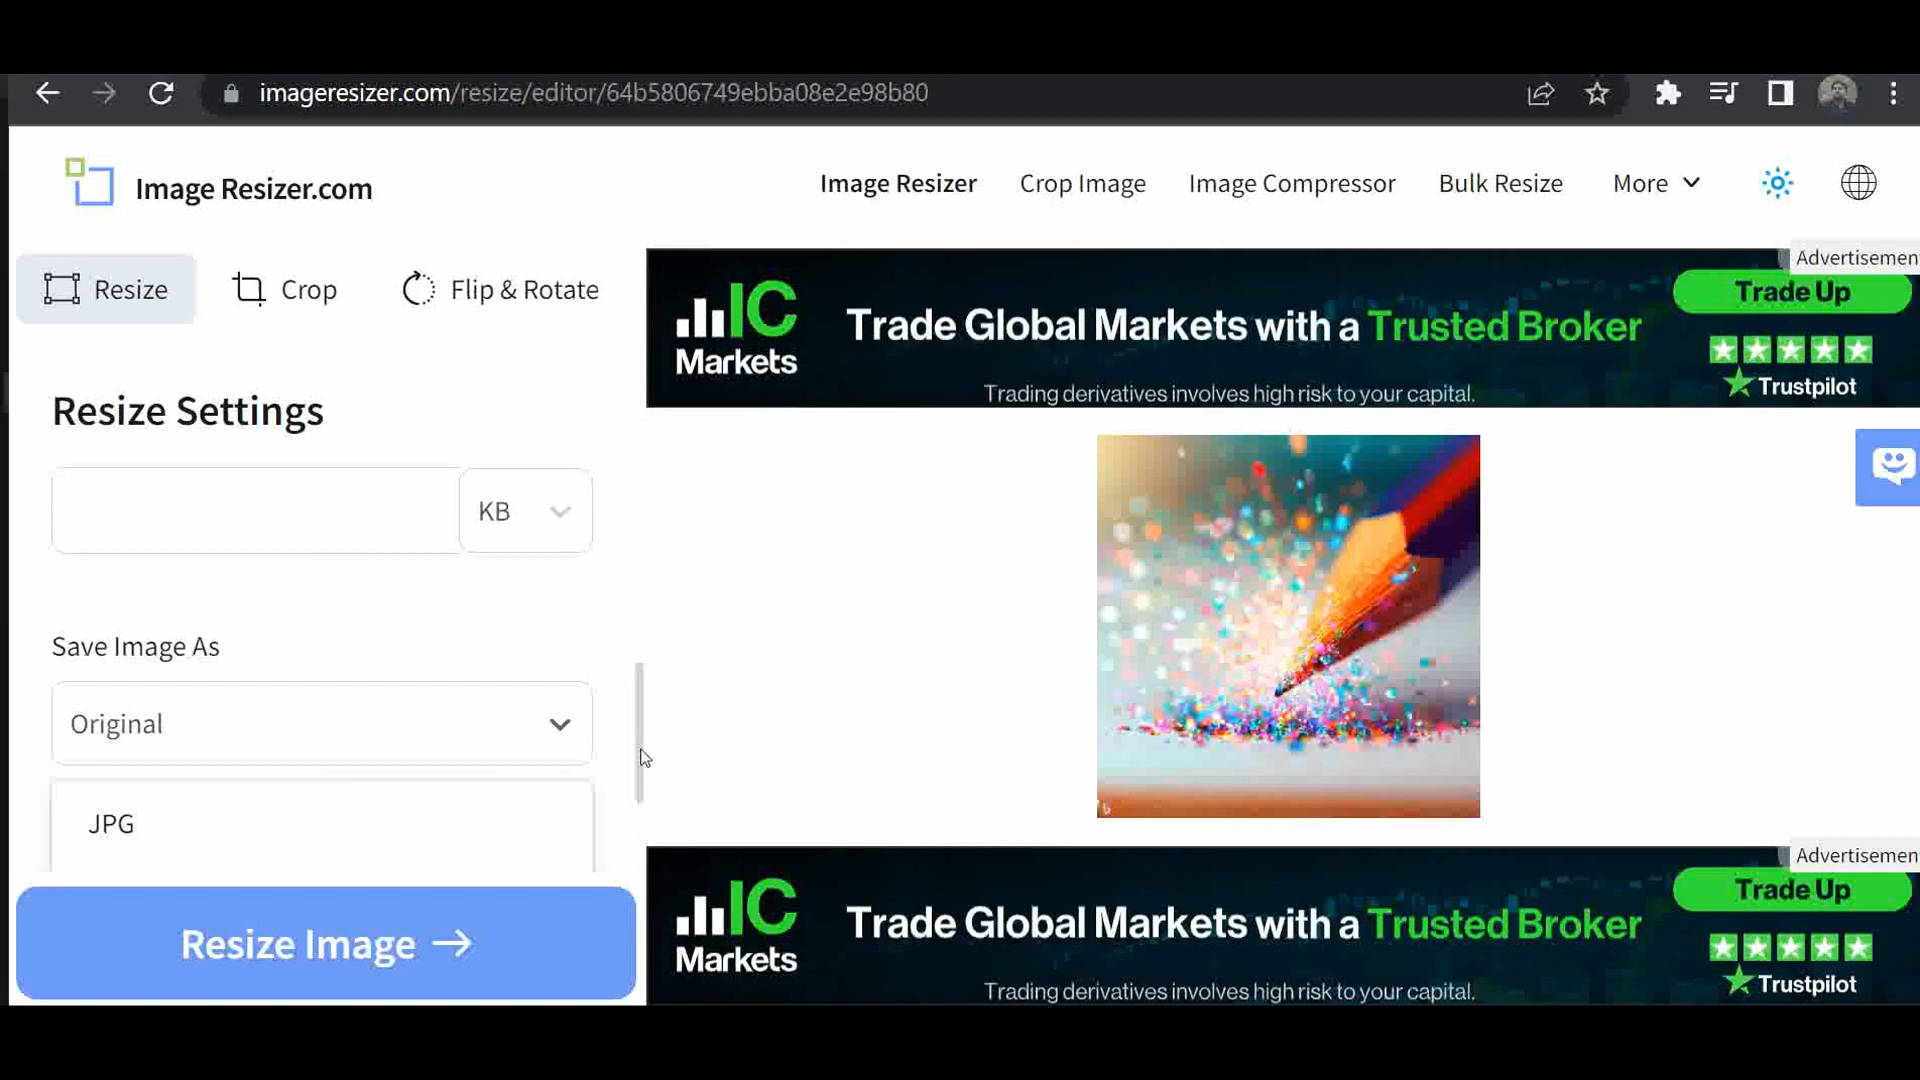 imageresizer.com/resize/editor/64b5806749ebba08e2e98b80
Image Resizer.com
Image Resizer
Crop Image
Image Compressor
Bulk Resize
More
Resize
Crop
Flip & Rotate
Advertisemen
IC
Markets
Trade Global Markets with a Trusted Broker
Trading derivatives involves high risk to your capital.
Trade Up
Trustpilot
Resize Settings
KB
Save Image As
Original
JPG
Resize Image
b
Advertisemen
IC
Markets
Trade Global Markets with a Trusted Broker
Trading derivatives involves high risk to your capital.
Trade Up
Trustpilot